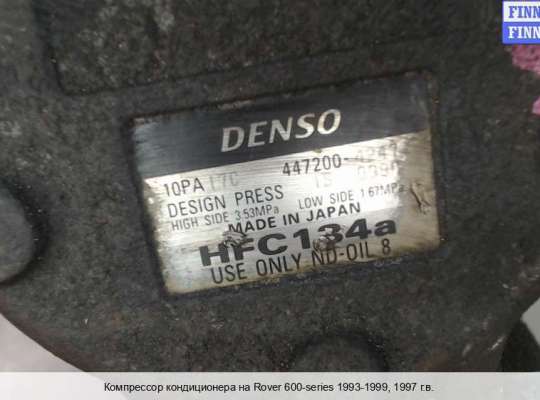 FINN
FINN
DENSO
10PA17C 447200-
DESIGN PRESS
HIGH SIDE 3.53MPa LOW SIDE 1.67MPa
MADE IN JAPAN
HFC134a
USE ONLY ND-OIL 8
Компрессор кондиционера на Rover 600-series 1993-1999, 1997 г.в.